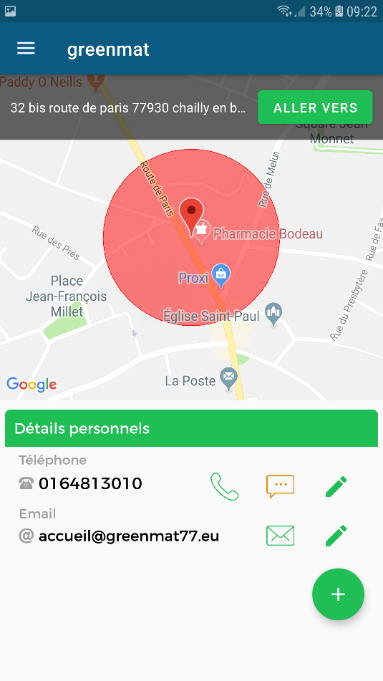 34% 09:22
greenmat
Paddy O Neills
32 bis route de paris 77930 chailly en b...
ALLER VERS
Square Jean
Monnet
Route de Paris
Rue de Melun
Rue des Prés
Pharmacie Bodeau
Place
Jean-François
Millet
Proxi
Rue du Presbytère
Rue de Fay
Église Saint-Paul
La Poste
Google
Détails personnels
Téléphone
0164813010
Email
@ accueil@greenmat77.eu
+